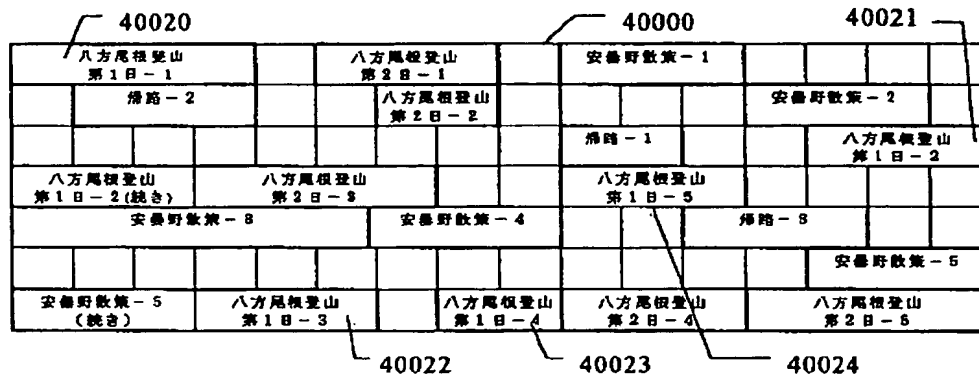 40020
40000
40021
八方尾根登山
第1日－1
八方尾根登山
第2日－1
安曇野散策－1
帰路－2
八方尾根登山
第2日－2
安曇野散策－2
帰路－1
八方尾根登山
第1日－2
八方尾根登山
第1日－2(続き)
八方尾根登山
第2日－3
八方尾根登山
第1日－5
安曇野散策－3
安曇野散策－4
帰路－3
安曇野散策－5
安曇野散策－5
(続き)
八方尾根登山
第1日－3
八方尾根登山
第1日－4
八方尾根登山
第2日－4
八方尾根登山
第2日－5
40022
40023
40024